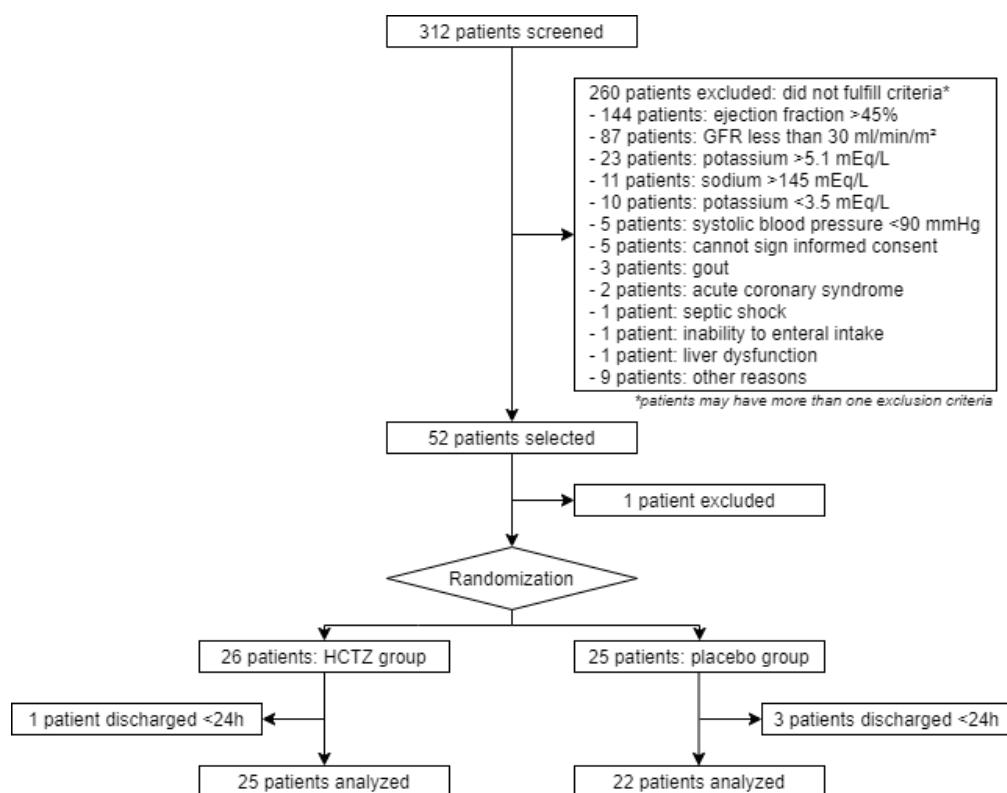 312 patients screened
260 patients excluded: did not fulfill criteria*
- 144 patients: ejection fraction >45%
- 87 patients: GFR less than 30 ml/min/m²
- 23 patients: potassium >5.1 mEq/L
- 11 patients: sodium >145 mEq/L
- 10 patients: potassium <3.5 mEq/L
- 5 patients: systolic blood pressure <90 mmHg
- 5 patients: cannot sign informed consent
- 3 patients: gout
- 2 patients: acute coronary syndrome
- 1 patient: septic shock
- 1 patient: inability to enteral intake
- 1 patient: liver dysfunction
- 9 patients: other reasons
*patients may have more than one exclusion criteria
52 patients selected
1 patient excluded
Randomization
26 patients: HCTZ group
25 patients: placebo group
1 patient discharged <24h
3 patients discharged <24h
25 patients analyzed
22 patients analyzed